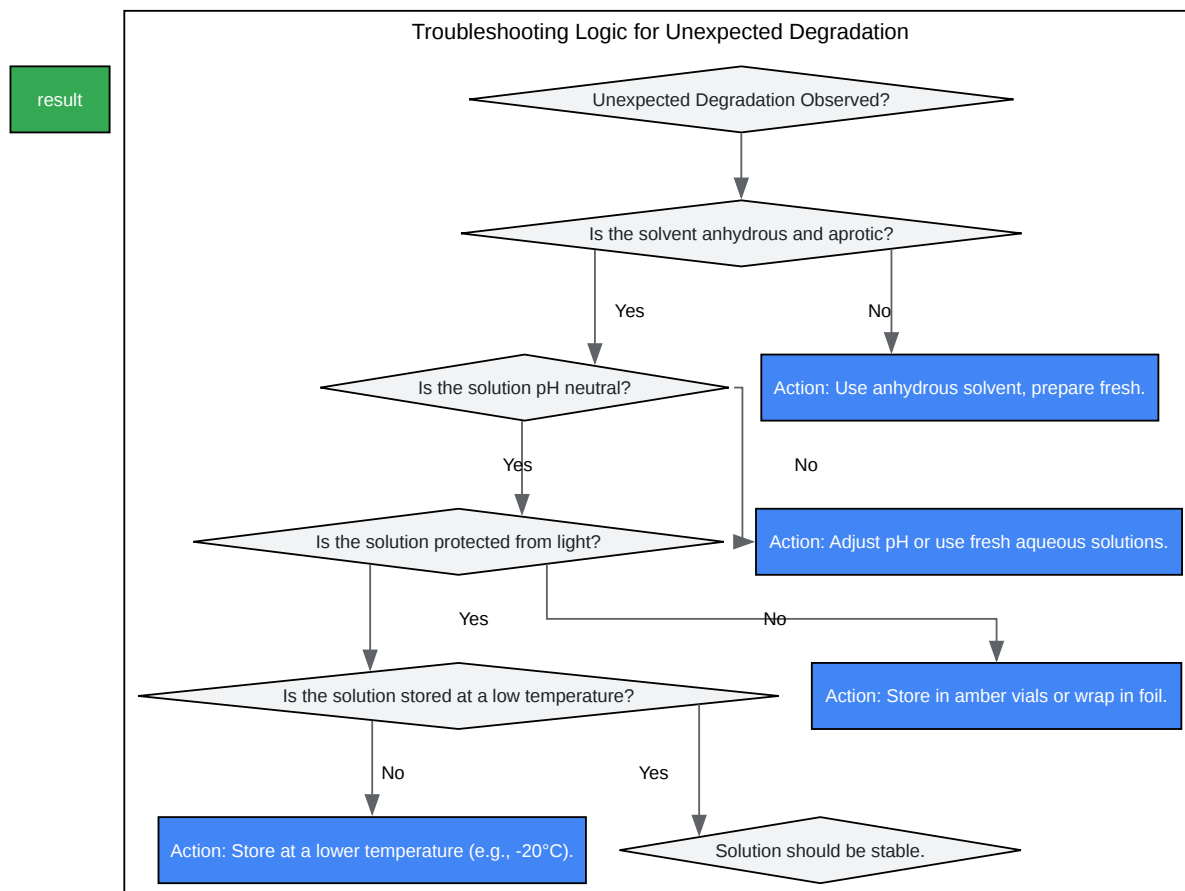 Troubleshooting Logic for Unexpected Degradation
result
Unexpected Degradation Observed?
Is the solvent anhydrous and aprotic?
Yes
No
Is the solution pH neutral?
Action: Use anhydrous solvent, prepare fresh.
Yes
No
Is the solution protected from light?
Action: Adjust pH or use fresh aqueous solutions.
Yes
No
Is the solution stored at a low temperature?
Action: Store in amber vials or wrap in foil.
No
Yes
Action: Store at a lower temperature (e.g., -20°C).
Solution should be stable.